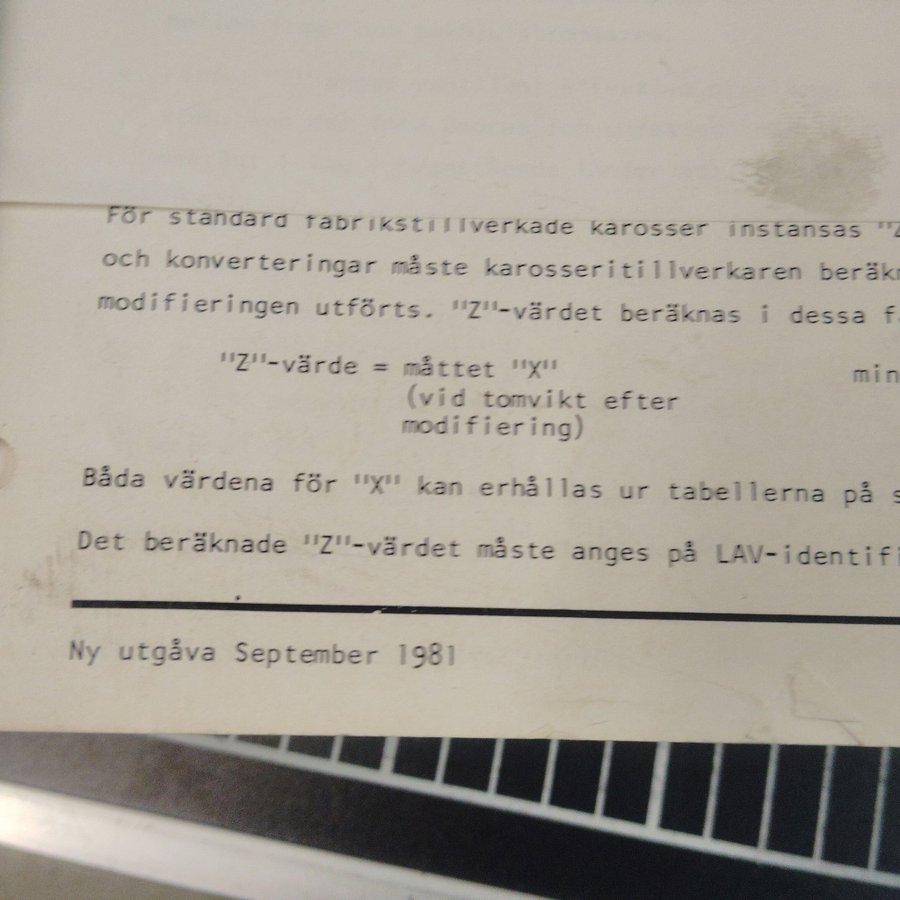 För standard fabrikstillverkade karosser instansas "Z
och konverteringar måste karosseritillverkaren beräkn
modifieringen utförts. "Z"-värdet beräknas i dessa f
"Z"-värde = måttet "X" min
(vid tomvikt efter
modifiering)
Båda värdena för "X" kan erhållas ur tabellerna på s
Det beräknade "Z"-värdet måste anges på LAV-identifi
Ny utgåva September 1981